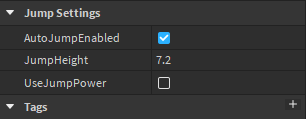 Jump Settings
AutoJumpEnabled
JumpHeight 7.2
UseJumpPower
Tags +